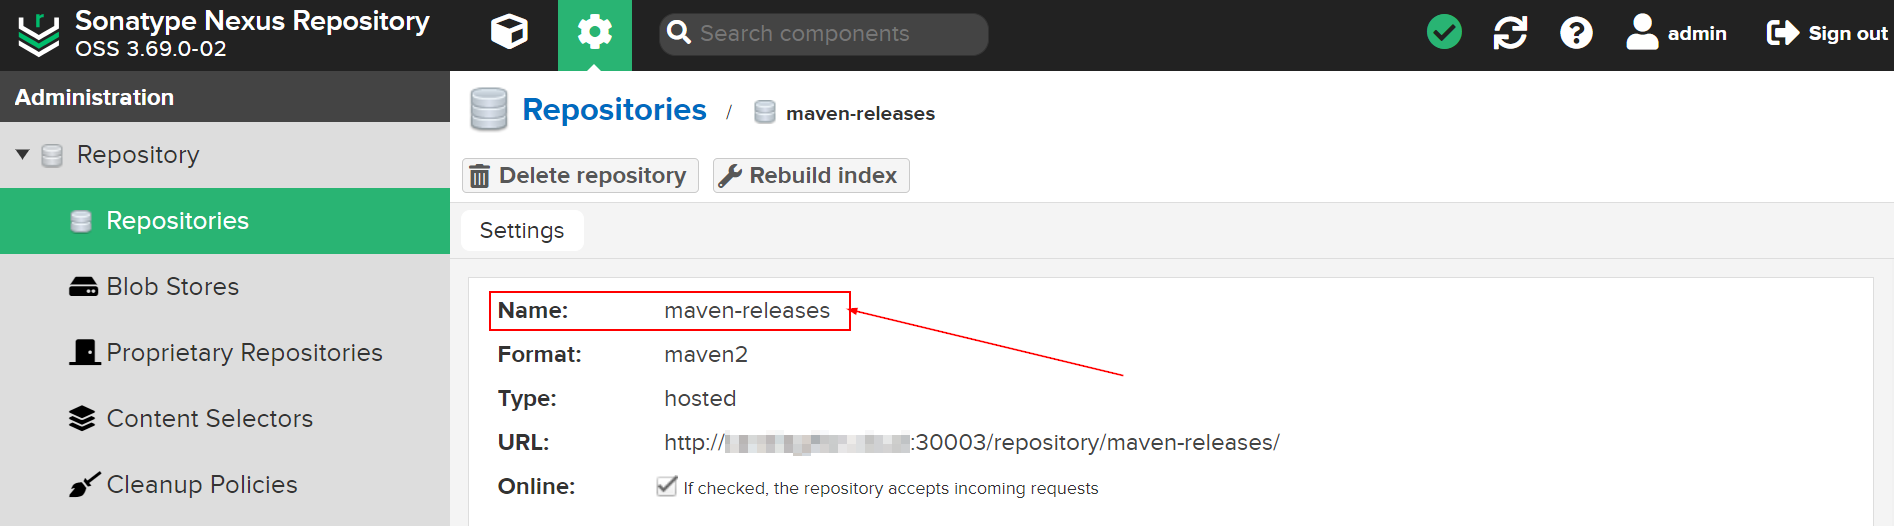 Sonatype Nexus Repository
OSS 3.69.0-02
Search components
admin
Sign out
Administration
Repositories / maven-releases
Repository
Delete repository
Rebuild index
Repositories
Settings
Blob Stores
Name: maven-releases
Proprietary Repositories
Format: maven2
Type: hosted
Content Selectors
URL: http:// :30003/repository/maven-releases/
Cleanup Policies
Online: If checked, the repository accepts incoming requests